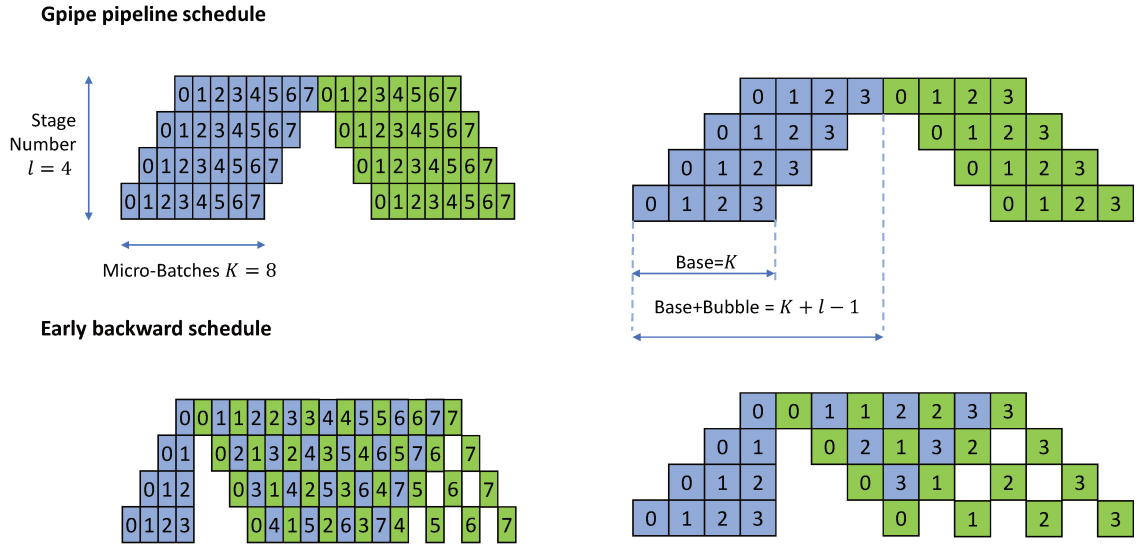 Gpipe pipeline schedule
Stage
Number
l = 4
0 1 2 3 4 5 6 7 0 1 2 3 4 5 6 7
0 1 2 3 4 5 6 7 0 1 2 3 4 5 6 7
0 1 2 3 4 5 6 7 0 1 2 3 4 5 6 7
0 1 2 3 4 5 6 7 0 1 2 3 4 5 6 7
Micro-Batches K = 8
0 1 2 3 0 1 2 3
0 1 2 3 0 1 2 3
0 1 2 3 0 1 2 3
0 1 2 3 0 1 2 3
Base=K
Base+Bubble = K + l − 1
Early backward schedule
0 0 1 1 2 2 3 3 4 4 5 5 6 6 7 7
0 1 0 2 1 3 2 4 3 5 4 6 5 7 6 7
0 1 2 0 3 1 4 2 5 3 6 4 7 5 6 7
0 1 2 3 0 4 1 5 2 6 3 7 4 5 6 7
0 0 1 1 2 2 3 3
0 1 0 2 1 3 2 3
0 1 2 0 3 1 2 3
0 1 2 3 0 1 2 3